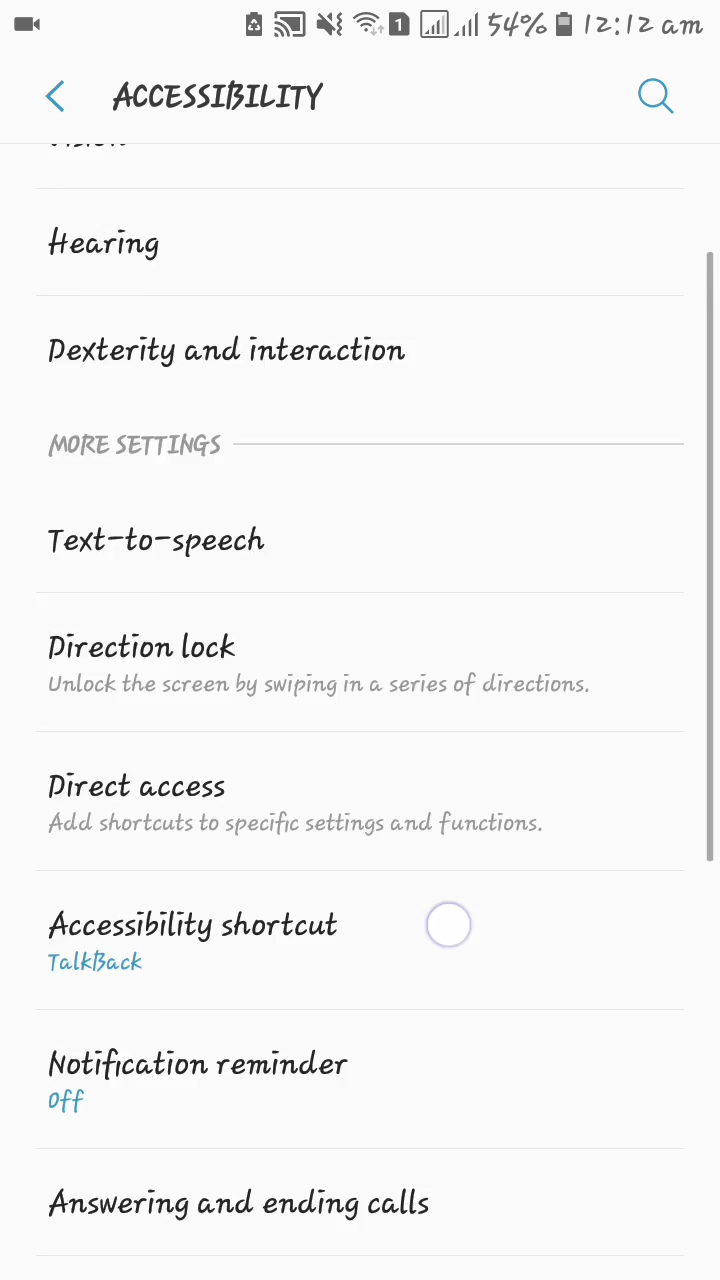 1 54% 12:12 am
ACCESSIBILITY
Hearing
Dexterity and interaction
MORE SETTINGS
Text-to-speech
Direction lock
Unlock the screen by swiping in a series of directions.
Direct access
Add shortcuts to specific settings and functions.
Accessibility shortcut
TalkBack
Notification reminder
Off
Answering and ending calls